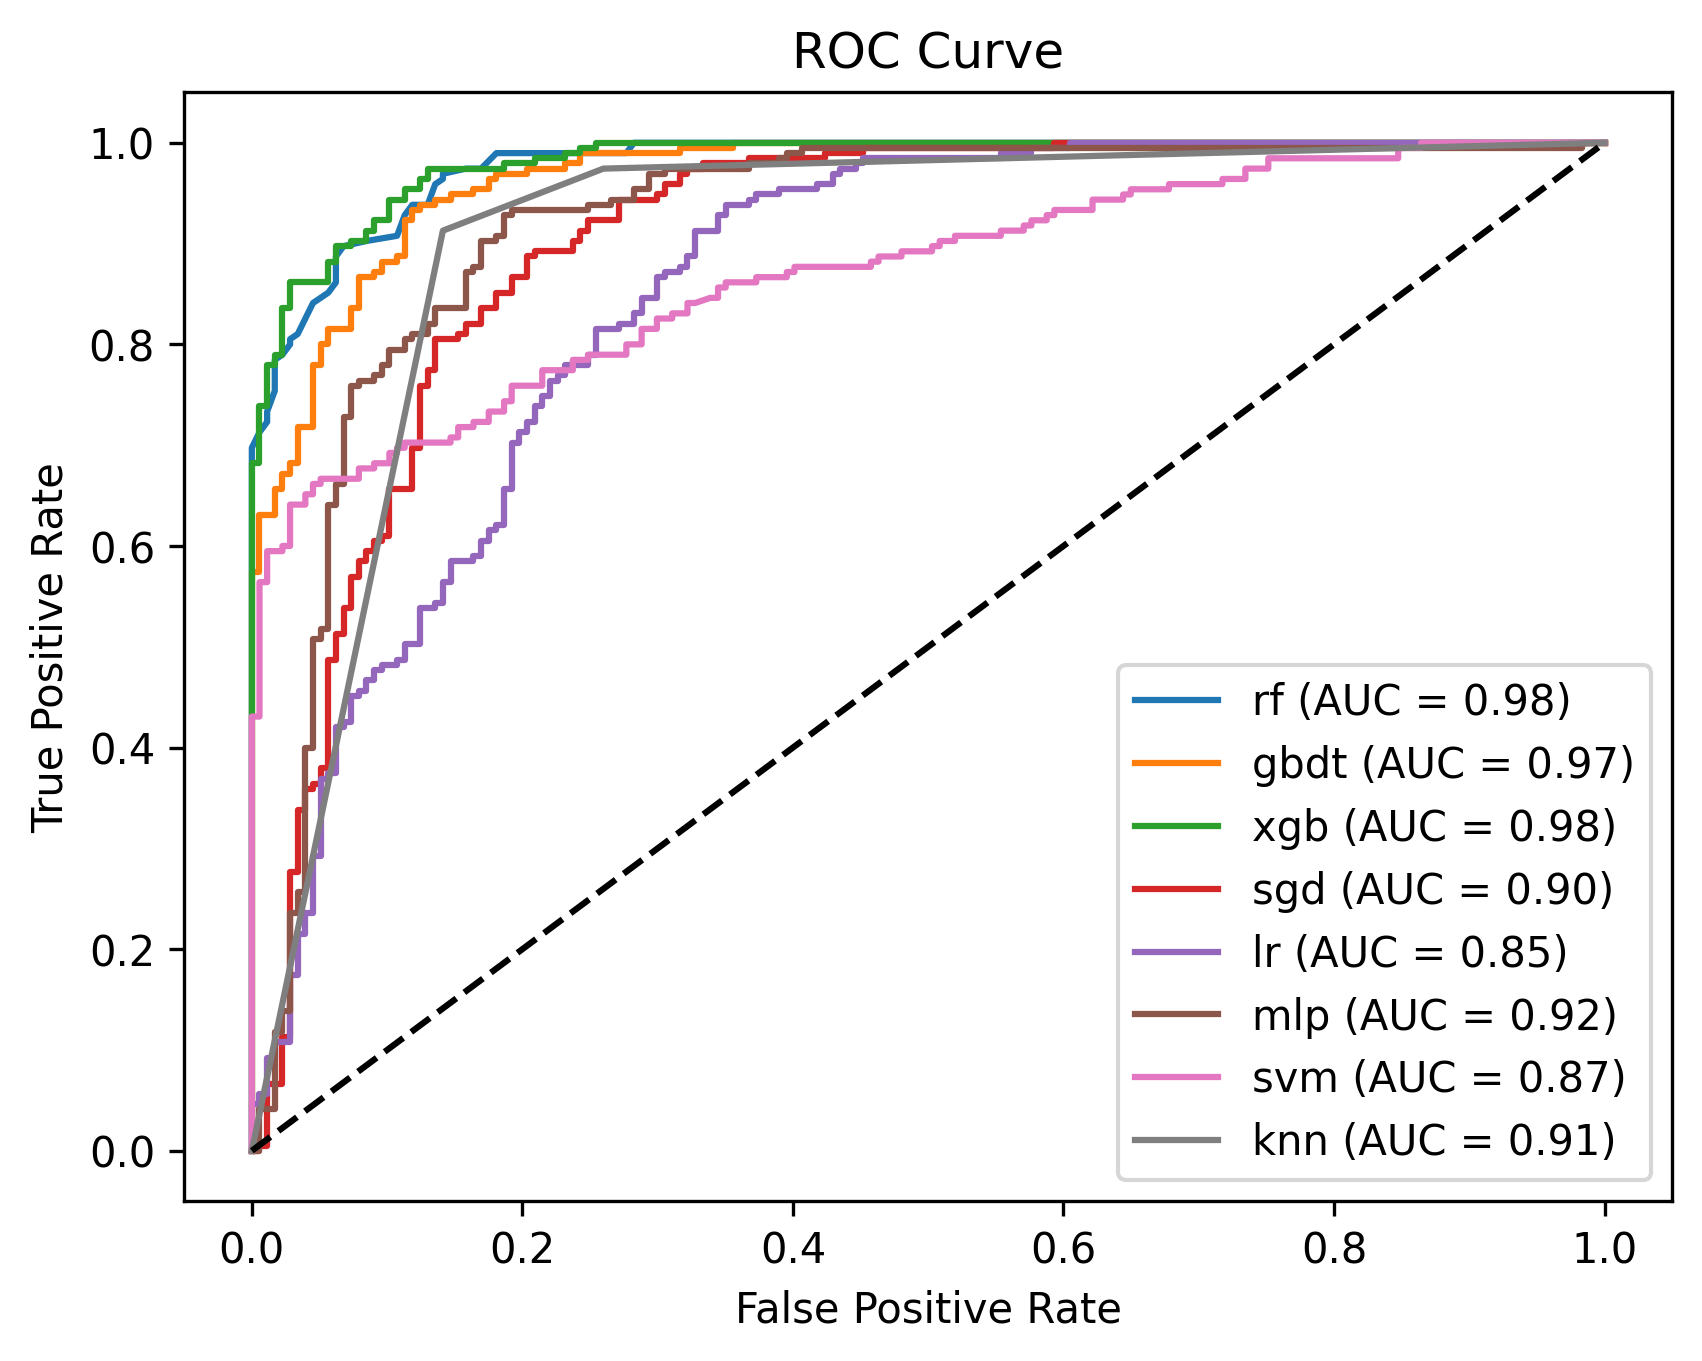 ROC Curve
1.0
0.8
0.6
0.4
0.2
0.0
True Positive Rate
rf (AUC = 0.98)
gbdt (AUC = 0.97)
xgb (AUC = 0.98)
sgd (AUC = 0.90)
lr (AUC = 0.85)
mlp (AUC = 0.92)
svm (AUC = 0.87)
knn (AUC = 0.91)
0.0 0.2 0.4 0.6 0.8 1.0
False Positive Rate